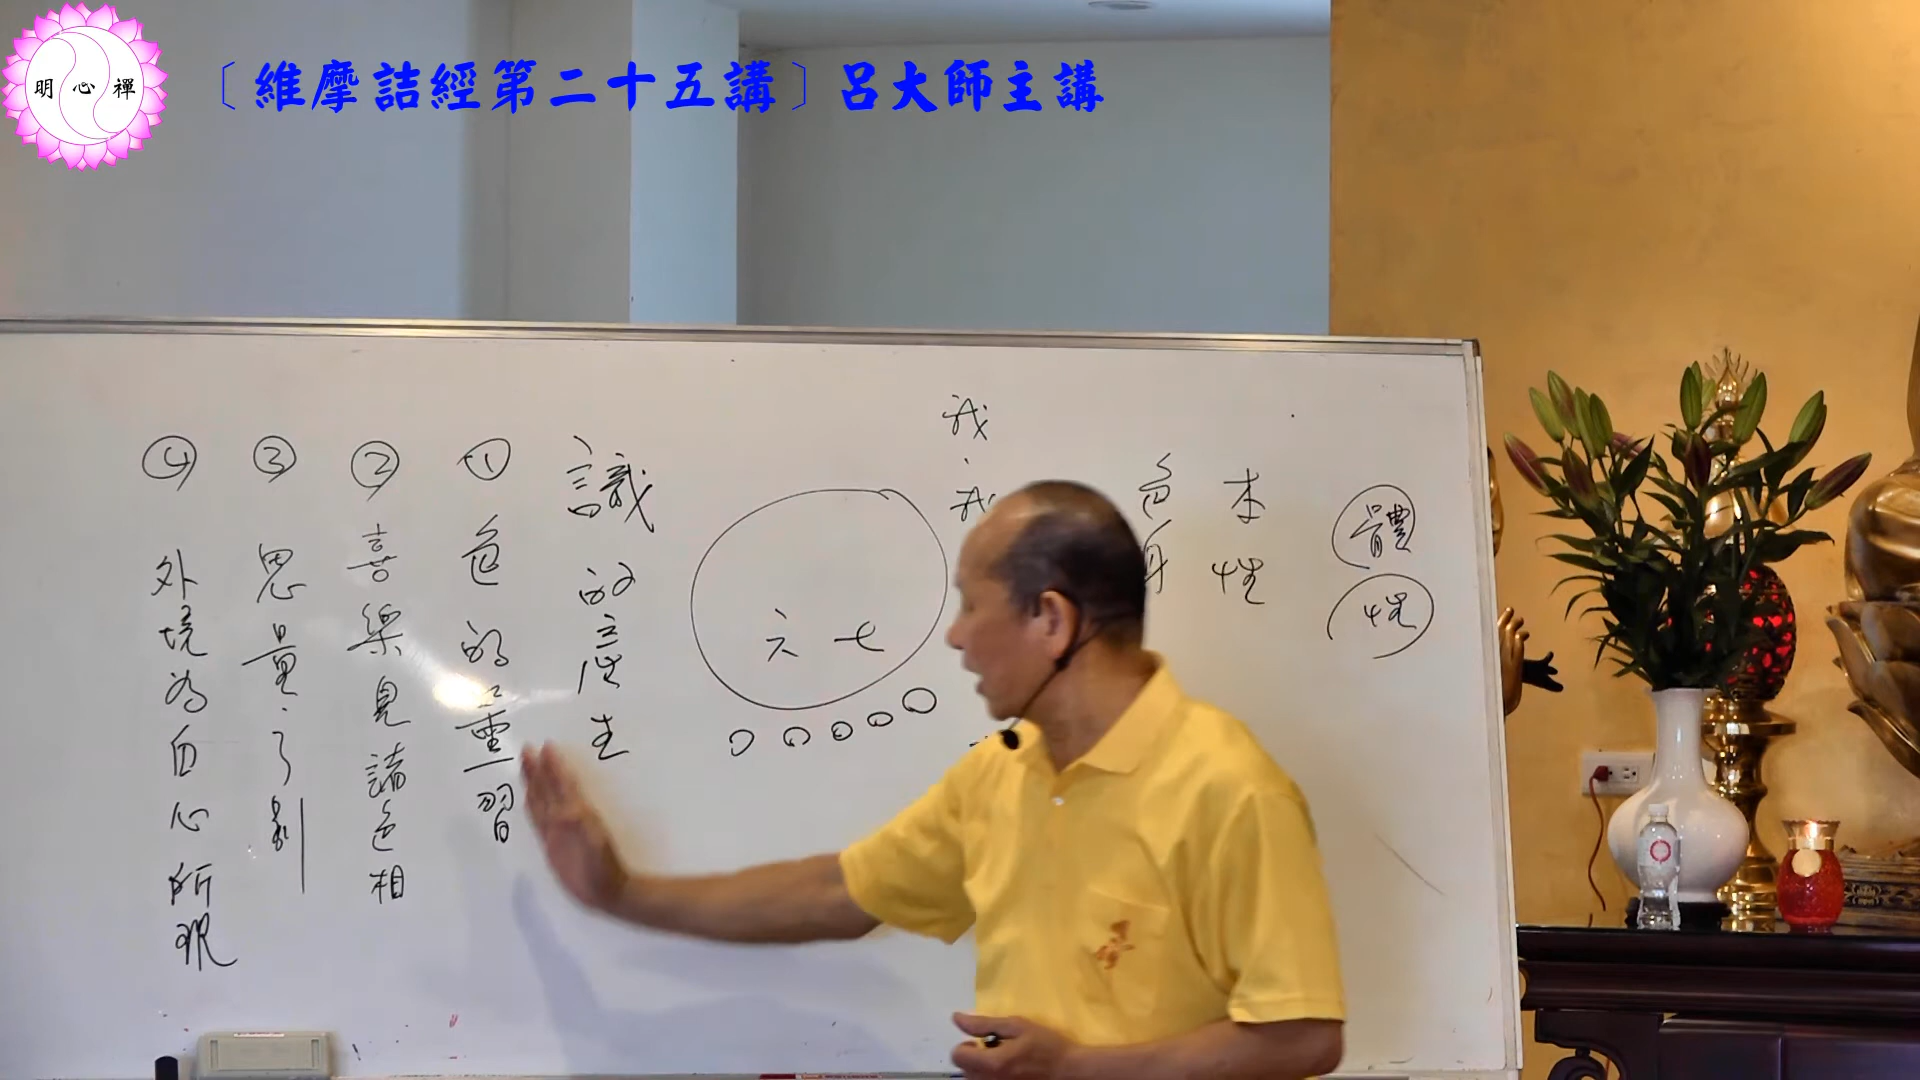 明心禪
〔維摩詰經第二十五講〕呂大師主講
體性
本性
色身
我、我
六 七
識的產生
① 色的熏習
② 喜樂見諸色相
③ 思量、了別
④ 外境為自心所現